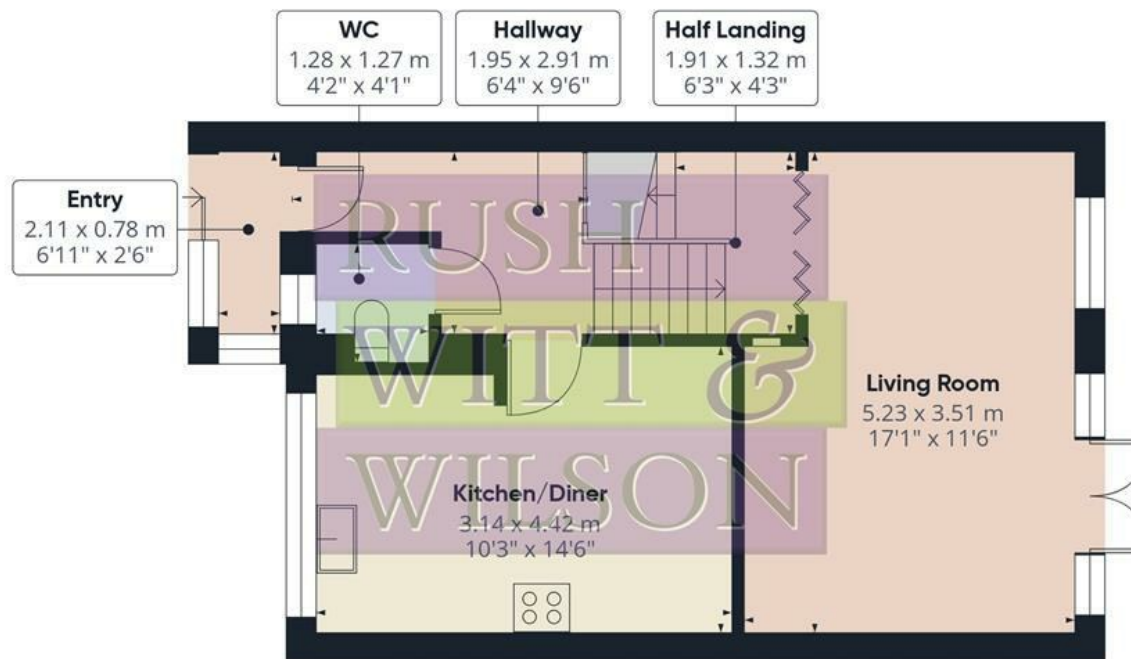 WC
1.28 x 1.27 m
4'2" x 4'1"
Hallway
1.95 x 2.91 m
6'4" x 9'6"
Half Landing
1.91 x 1.32 m
6'3" x 4'3"
Entry
2.11 x 0.78 m
6'11" x 2'6"
RUSH
WITT &
WILSON
Living Room
5.23 x 3.51 m
17'1" x 11'6"
Kitchen/Diner
3.14 x 4.42 m
10'3" x 14'6"